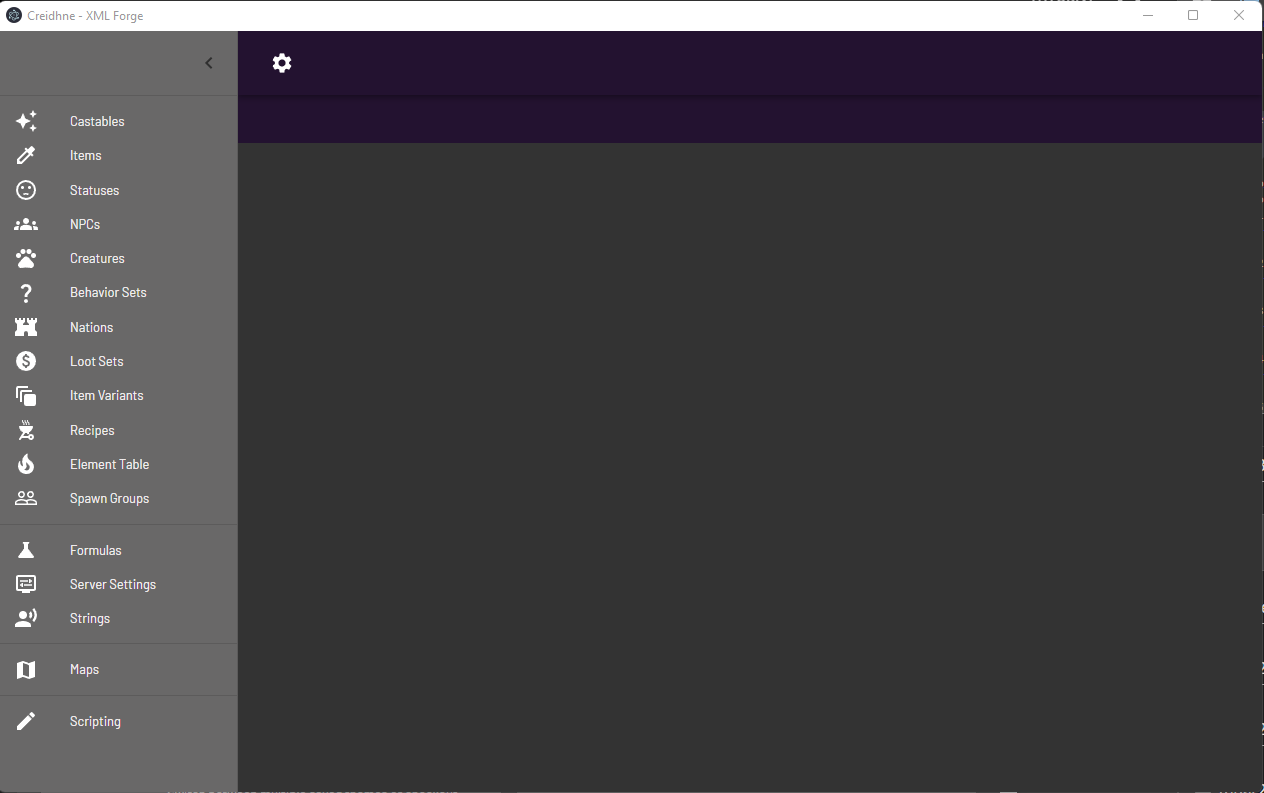 Creidhne - XML Forge
Castables
Items
Statuses
NPCs
Creatures
Behavior Sets
Nations
Loot Sets
Item Variants
Recipes
Element Table
Spawn Groups
Formulas
Server Settings
Strings
Maps
Scripting